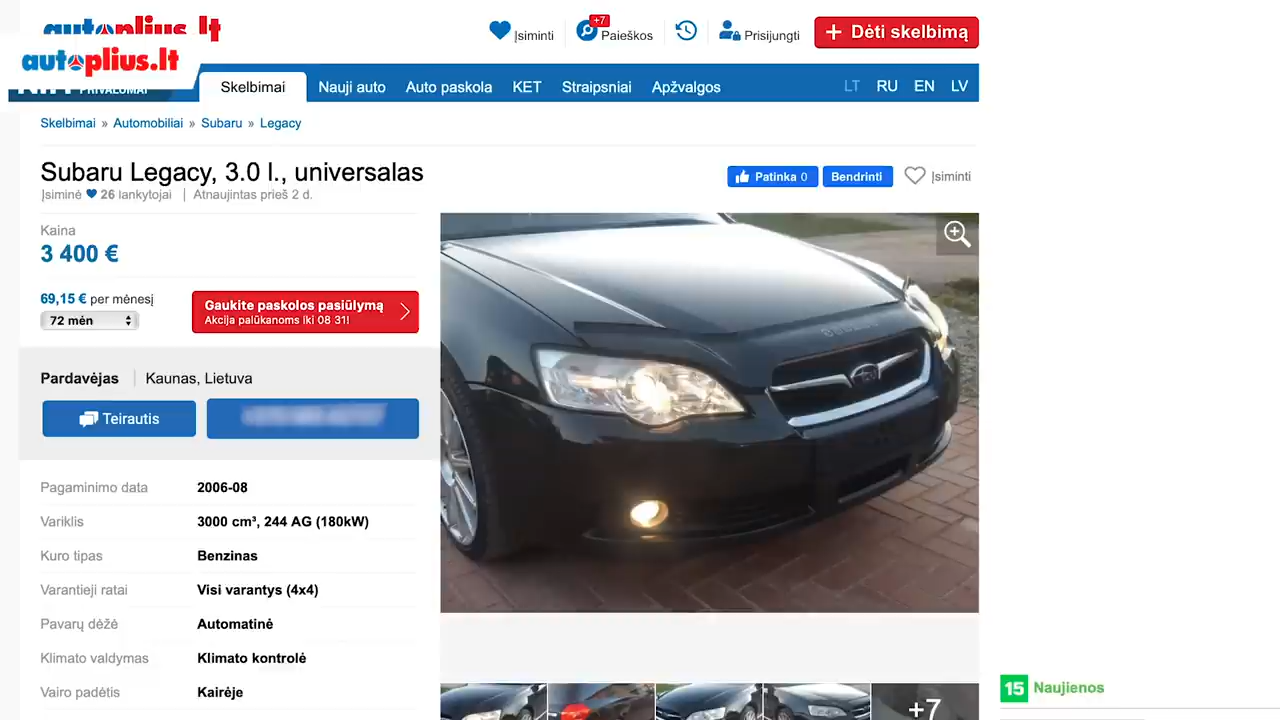 autoplius.lt
Įsiminti
+7
Paieškos
Prisijungti
+ Dėti skelbimą
autoplius.lt
PRIVALUMAI
Skelbimai
Nauji auto
Auto paskola
KET
Straipsniai
Apžvalgos
LT
RU
EN
LV
Skelbimai » Automobiliai » Subaru » Legacy
Subaru Legacy, 3.0 l., universalas
Įsiminė 26 lankytojai | Atnaujintas prieš 2 d.
Patinka 0
Bendrinti
Įsiminti
Kaina
3 400 €
69,15 € per mėnesį
72 mėn
Gaukite paskolos pasiūlymą
Akcija palūkanoms iki 08 31!
Pardavėjas | Kaunas, Lietuva
Teirautis
Pagaminimo data 2006-08
Variklis 3000 cm³, 244 AG (180kW)
Kuro tipas Benzinas
Varantieji ratai Visi varantys (4x4)
Pavarų dėžė Automatinė
Klimato valdymas Klimato kontrolė
Vairo padėtis Kairėje
+7
15 Naujienos